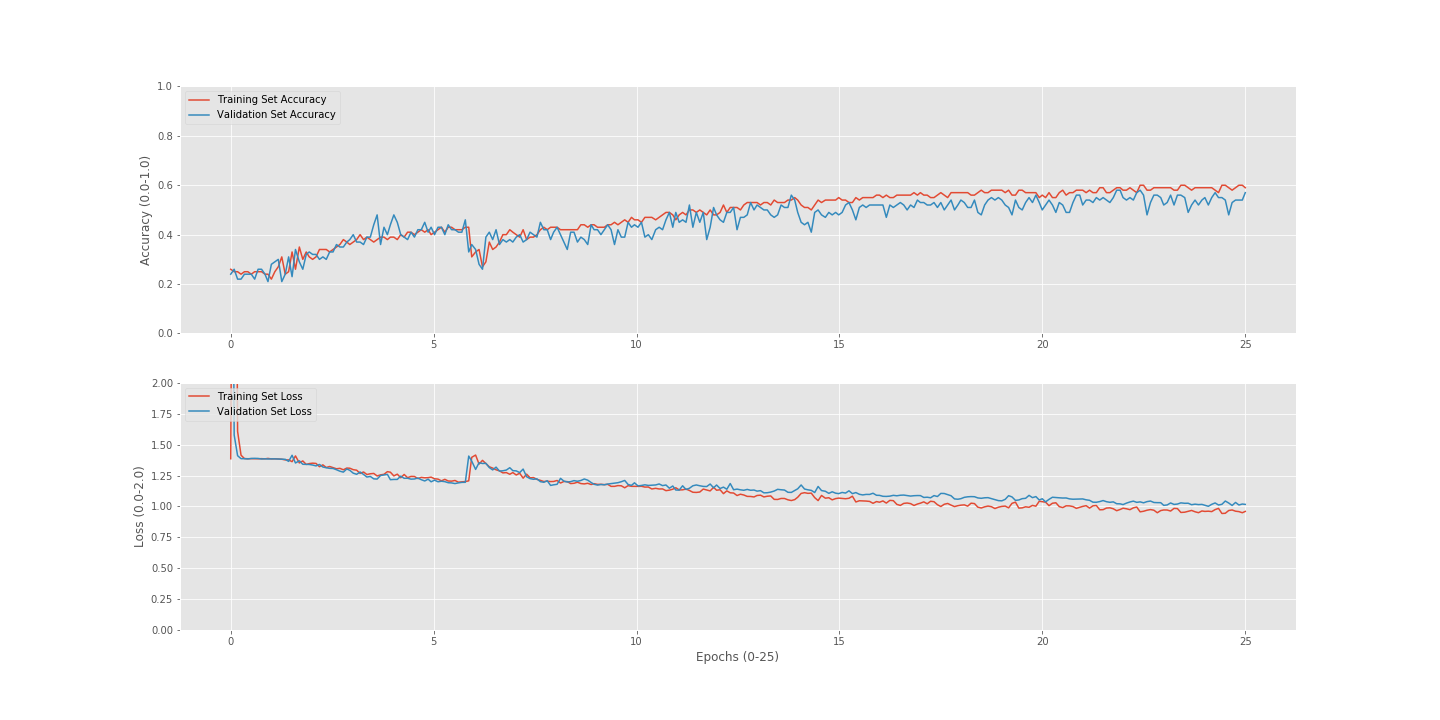 1.0
Training Set Accuracy
Validation Set Accuracy
0.8
0.6
0.4
0.2
0.0
Accuracy (0.0-1.0)
0 5 10 15 20 25
2.00
Training Set Loss
Validation Set Loss
1.75
1.50
1.25
1.00
0.75
0.50
0.25
0.00
Loss (0.0-2.0)
0 5 10 15 20 25
Epochs (0-25)